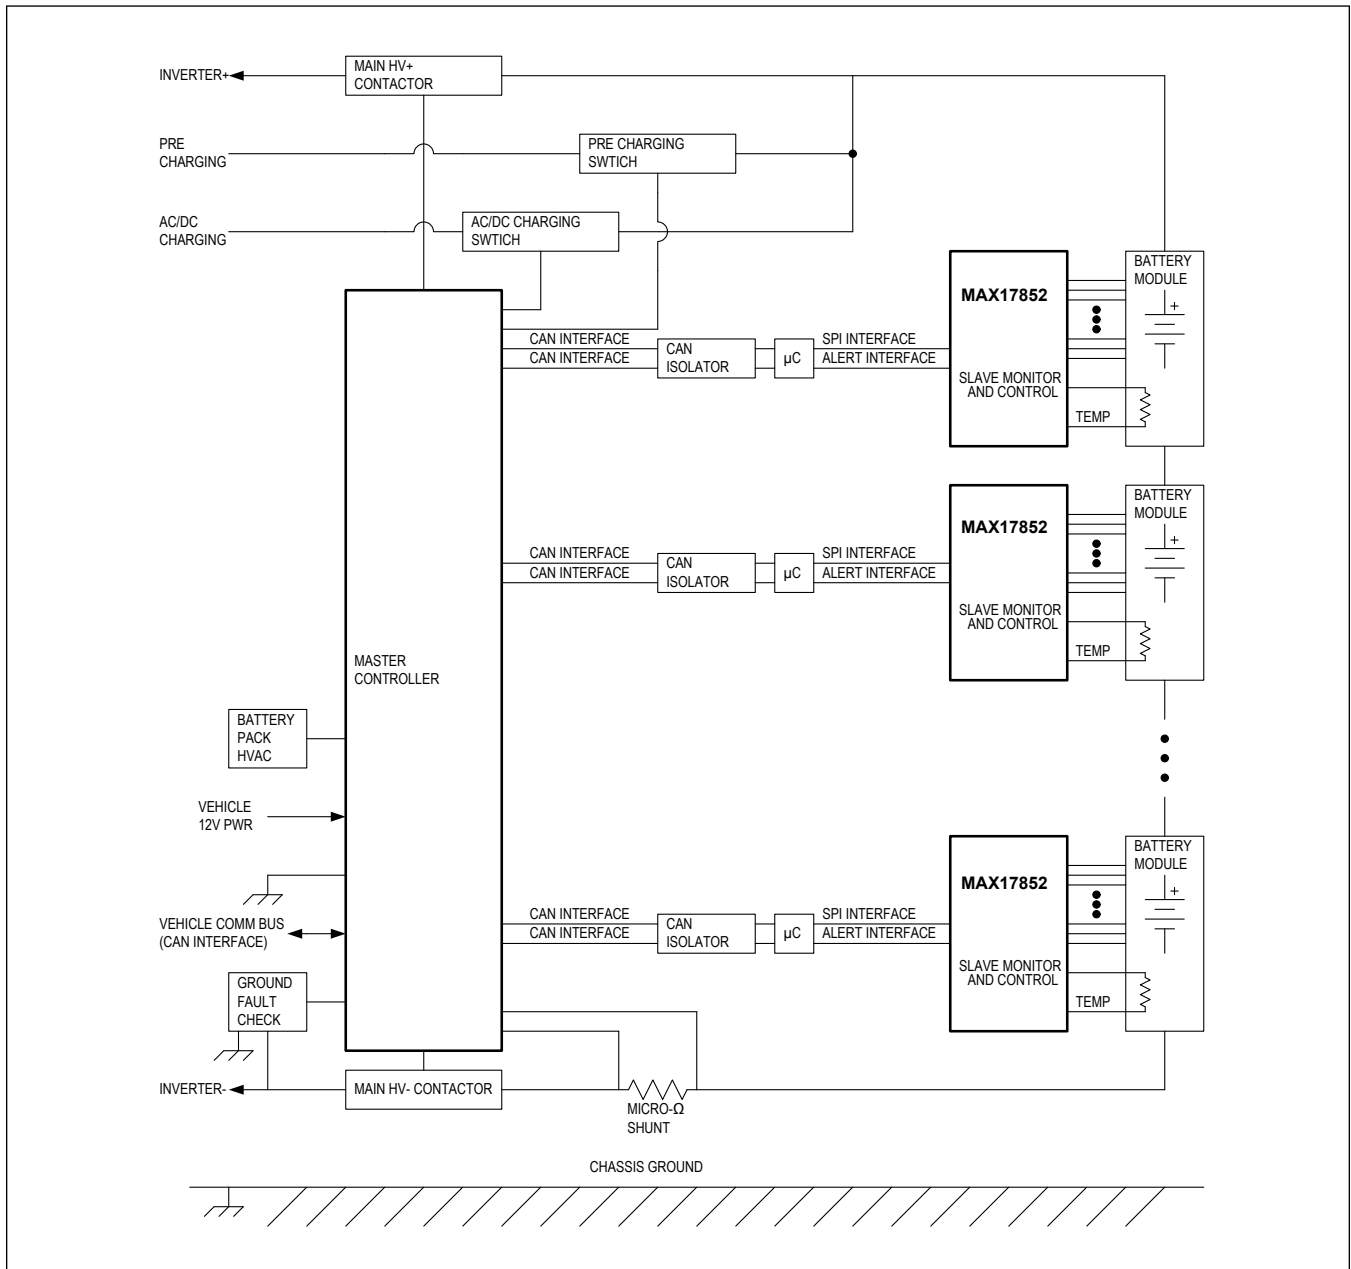 MAIN HV+
CONTACTOR
INVERTER+
PRE
CHARGING
PRE CHARGING
SWTICH
AC/DC
CHARGING
AC/DC CHARGING
SWTICH
BATTERY
MODULE
+
MAX17852
CAN INTERFACE
CAN INTERFACE
CAN
ISOLATOR
µC
SPI INTERFACE
ALERT INTERFACE
SLAVE MONITOR
AND CONTROL
TEMP
BATTERY
MODULE
+
MAX17852
CAN INTERFACE
CAN INTERFACE
CAN
ISOLATOR
µC
SPI INTERFACE
ALERT INTERFACE
SLAVE MONITOR
AND CONTROL
TEMP
MASTER
CONTROLLER
BATTERY
PACK
HVAC
VEHICLE
12V PWR
BATTERY
MODULE
+
MAX17852
CAN INTERFACE
CAN INTERFACE
CAN
ISOLATOR
µC
SPI INTERFACE
ALERT INTERFACE
SLAVE MONITOR
AND CONTROL
TEMP
VEHICLE COMM BUS
(CAN INTERFACE)
GROUND
FAULT
CHECK
INVERTER-
MAIN HV- CONTACTOR
MICRO-Ω
SHUNT
CHASSIS GROUND